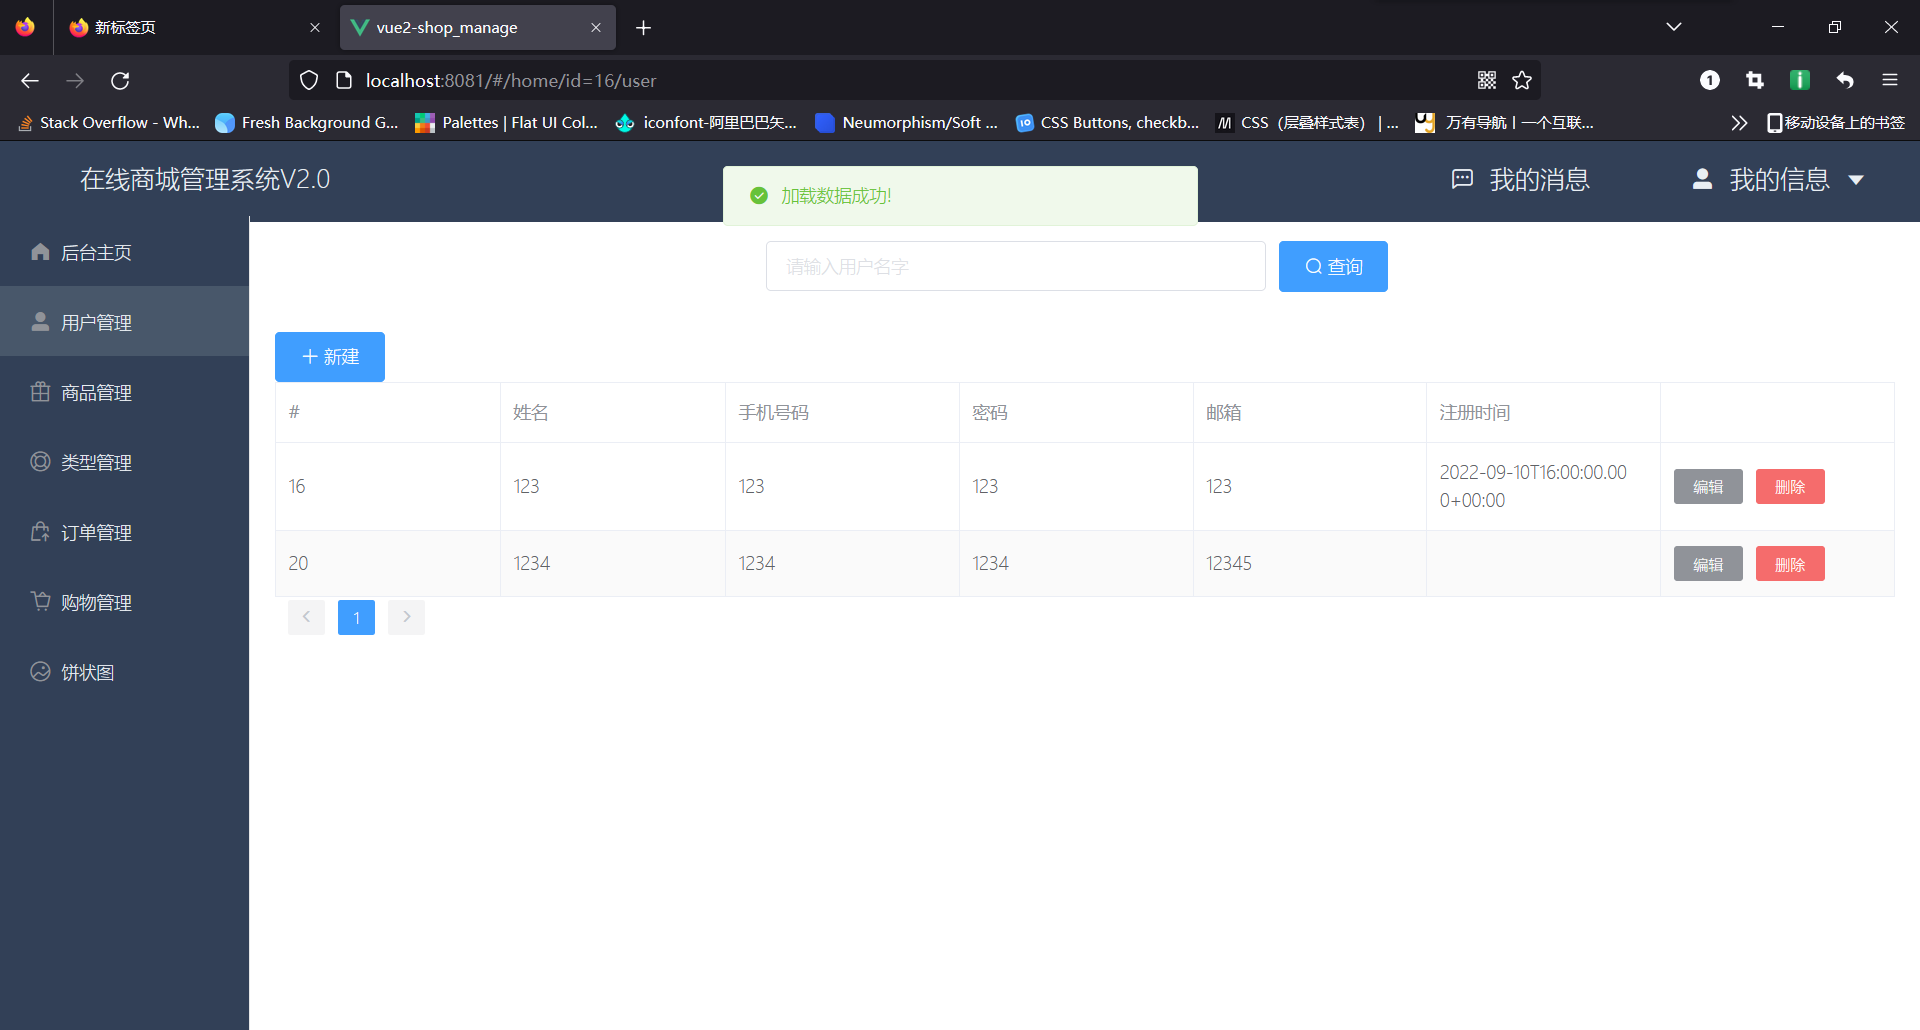 新标签页
vue2-shop_manage
localhost:8081/#/home/id=16/user
1
Stack Overflow - Wh...
Fresh Background G...
Palettes | Flat UI Col...
iconfont-阿里巴巴矢...
Neumorphism/Soft ...
CSS Buttons, checkb...
CSS（层叠样式表） | ...
万有导航丨一个互联...
移动设备上的书签
在线商城管理系统V2.0
加载数据成功!
我的消息
我的信息
后台主页
用户管理
商品管理
类型管理
订单管理
购物管理
饼状图
请输入用户名字
查询
新建
# 姓名 手机号码 密码 邮箱 注册时间
16 123 123 123 123 2022-09-10T16:00:00.00
0+00:00
编辑 删除
20 1234 1234 1234 12345 编辑 删除
1